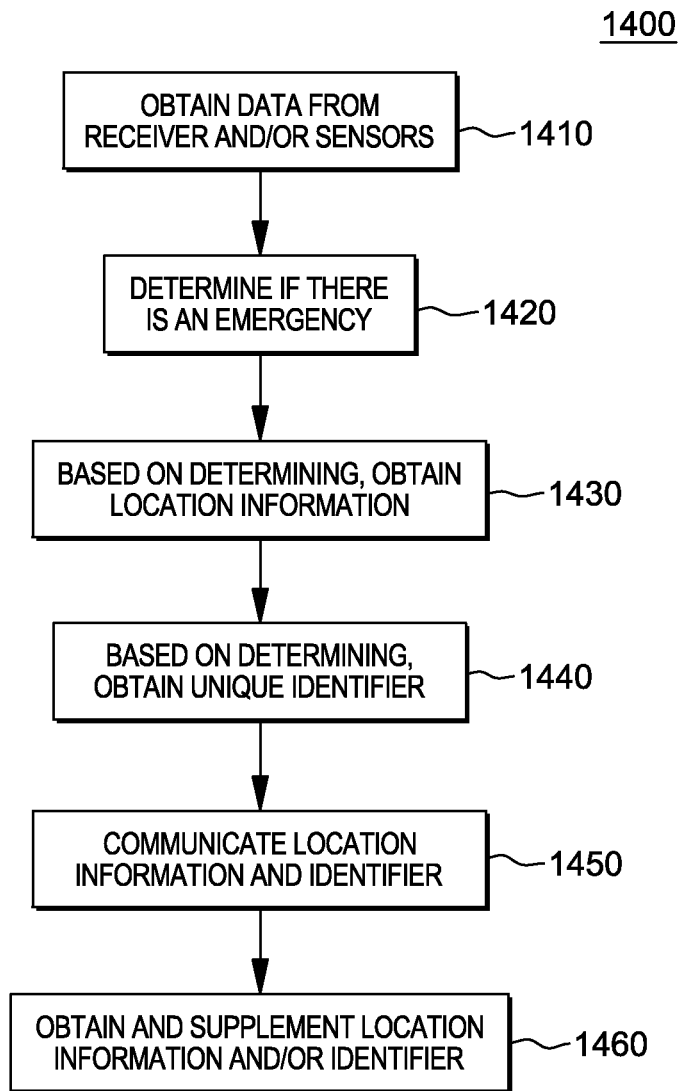 1400
OBTAIN DATA FROM
RECEIVER AND/OR SENSORS
1410
DETERMINE IF THERE
IS AN EMERGENCY
1420
BASED ON DETERMINING, OBTAIN
LOCATION INFORMATION
1430
BASED ON DETERMINING,
OBTAIN UNIQUE IDENTIFIER
1440
COMMUNICATE LOCATION
INFORMATION AND IDENTIFIER
1450
OBTAIN AND SUPPLEMENT LOCATION
INFORMATION AND/OR IDENTIFIER
1460